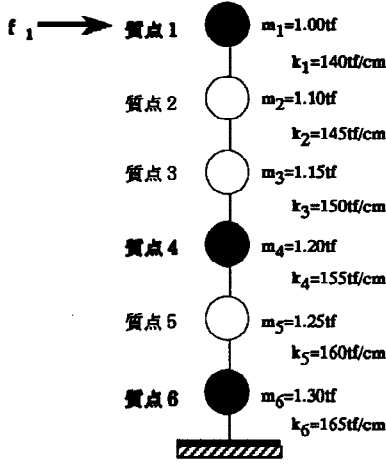 f 1 質点 1 m1=1.00tf
k1=140tf/cm
質点 2 m2=1.10tf
k2=145tf/cm
質点 3 m3=1.15tf
k3=150tf/cm
質点 4 m4=1.20tf
k4=155tf/cm
質点 5 m5=1.25tf
k5=160tf/cm
質点 6 m6=1.30tf
k6=165tf/cm